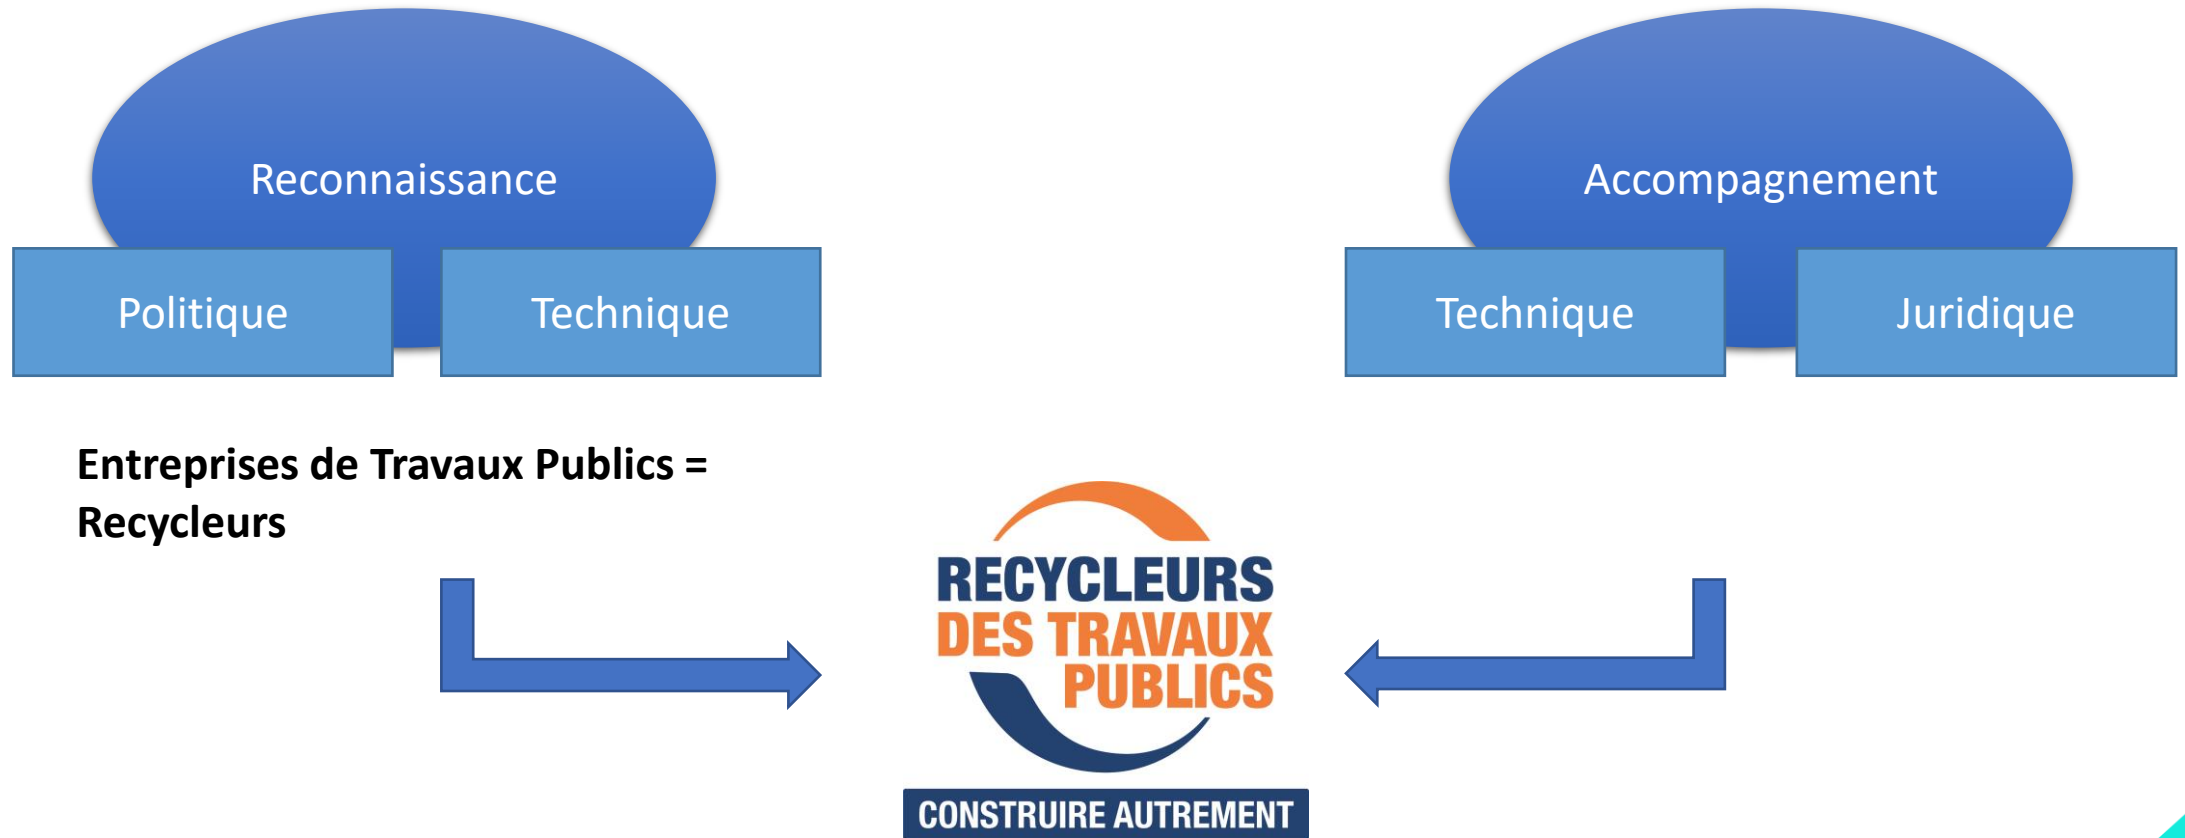 Reconnaissance
Politique
Technique
Accompagnement
Technique
Juridique
Entreprises de Travaux Publics =
Recycleurs
RECYCLEURS
DES TRAVAUX
PUBLICS
CONSTRUIRE AUTREMENT